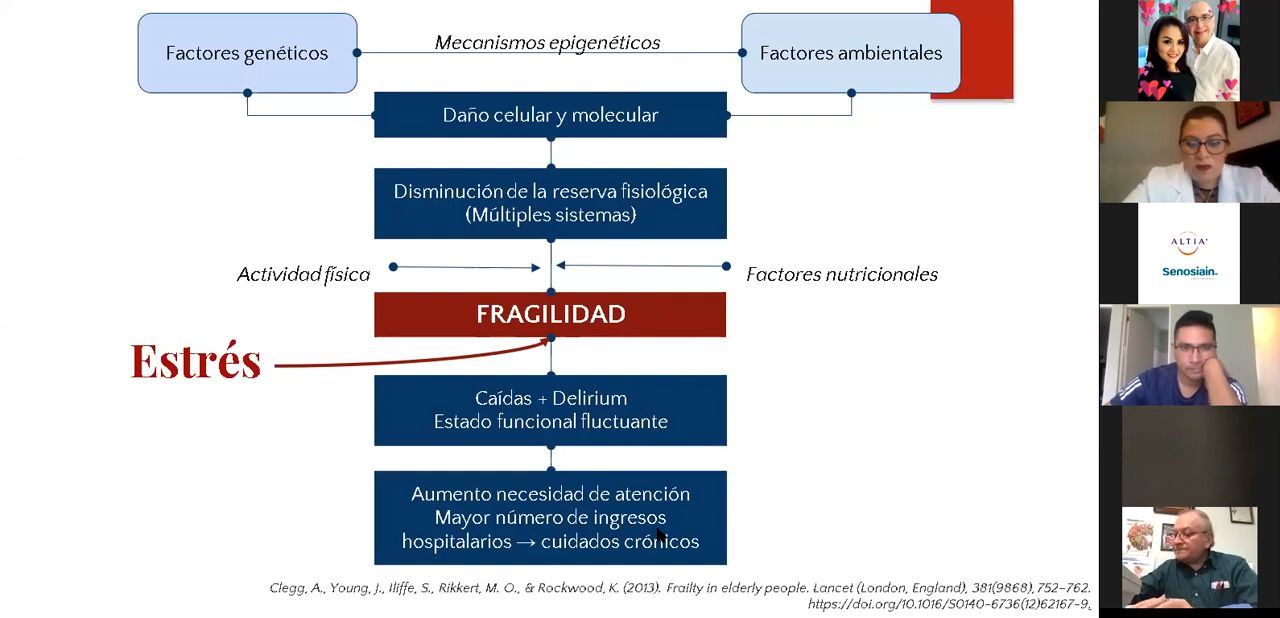 Factores genéticos
Mecanismos epigenéticos
Factores ambientales
Daño celular y molecular
Disminución de la reserva fisiológica
(Múltiples sistemas)
Actividad física
Factores nutricionales
FRAGILIDAD
Estrés
Caídas + Delirium
Estado funcional fluctuante
Aumento necesidad de atención
Mayor número de ingresos
hospitalarios → cuidados crónicos
Clegg, A., Young, J., Iliffe, S., Rikkert, M. O., & Rockwood, K. (2013). Frailty in elderly people. Lancet (London, England), 381(9868), 752–762.
https://doi.org/10.1016/S0140-6736(12)62167-9.
ALTIA
Senosiain